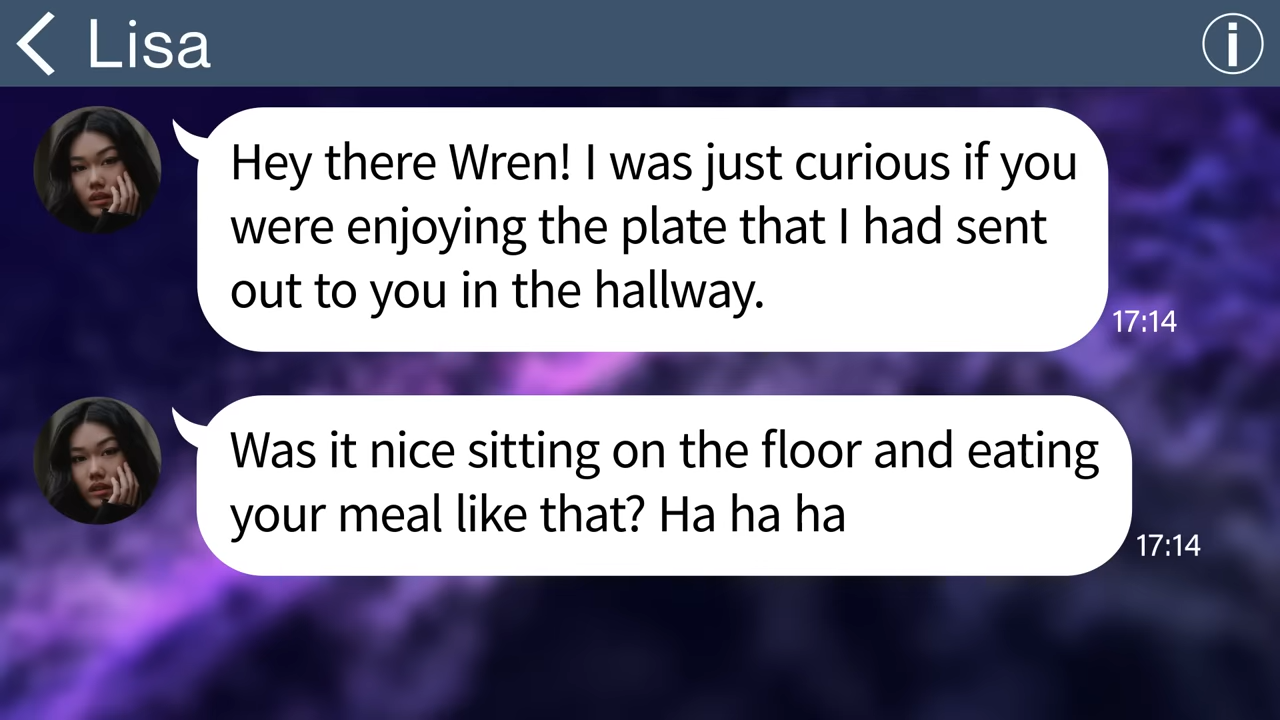 Lisa
Hey there Wren! I was just curious if you
were enjoying the plate that I had sent
out to you in the hallway.
17:14
Was it nice sitting on the floor and eating
your meal like that? Ha ha ha
17:14